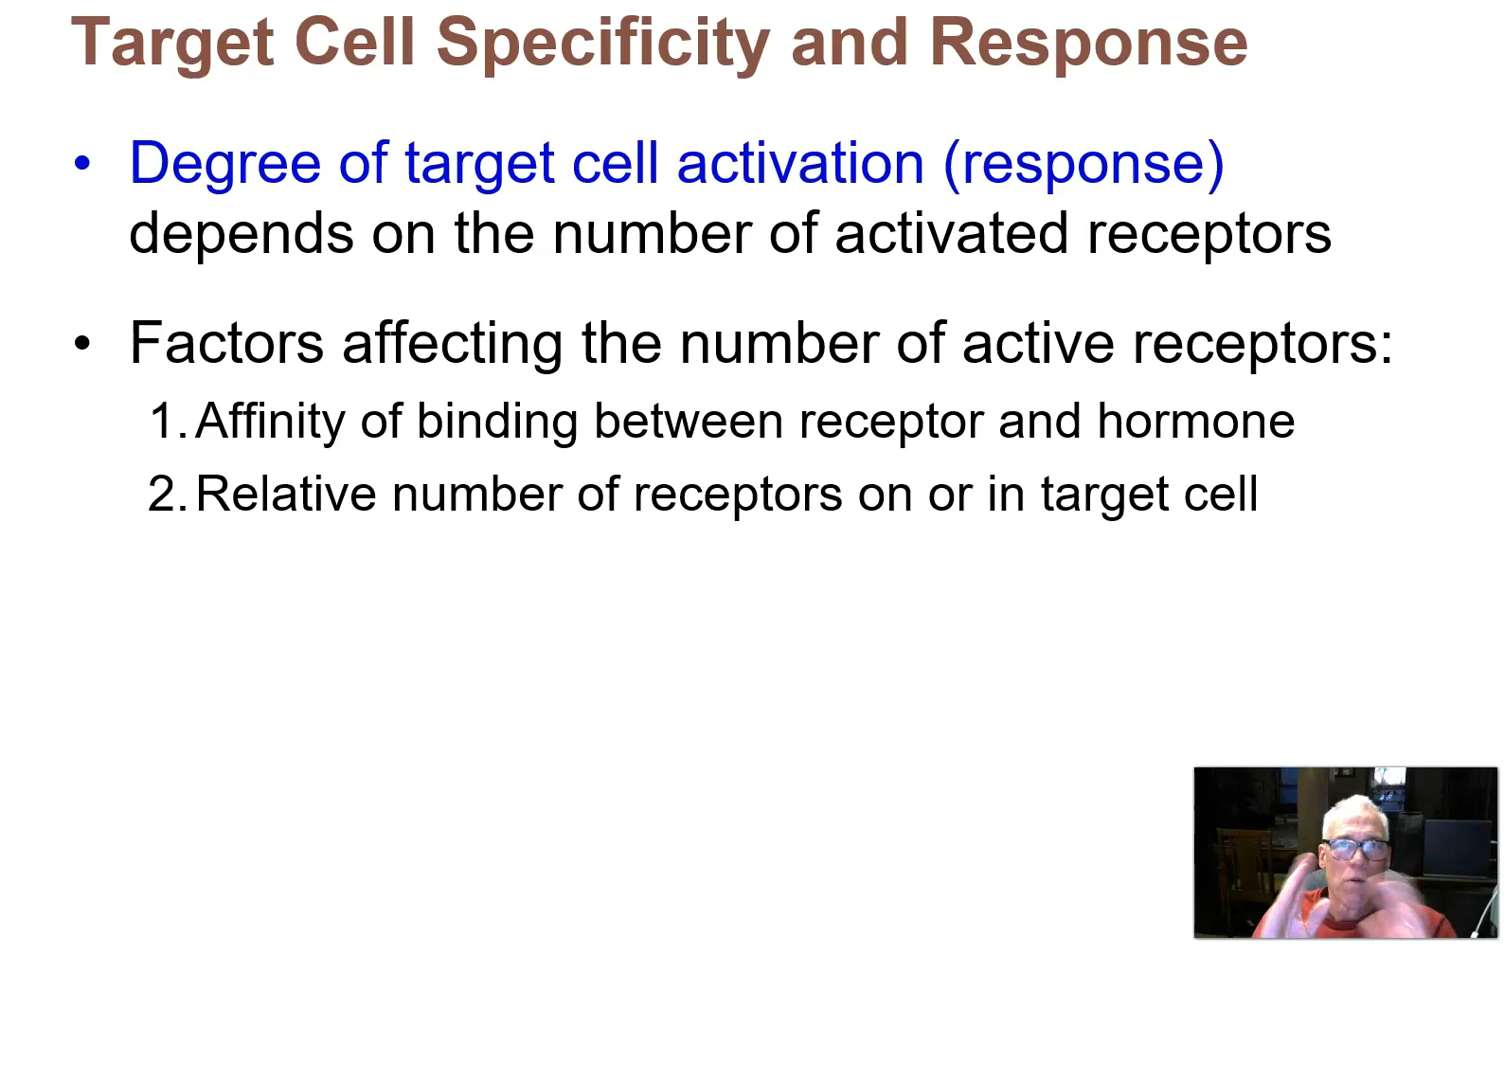 Target Cell Specificity and Response
• Degree of target cell activation (response)
depends on the number of activated receptors
• Factors affecting the number of active receptors:
1. Affinity of binding between receptor and hormone
2. Relative number of receptors on or in target cell